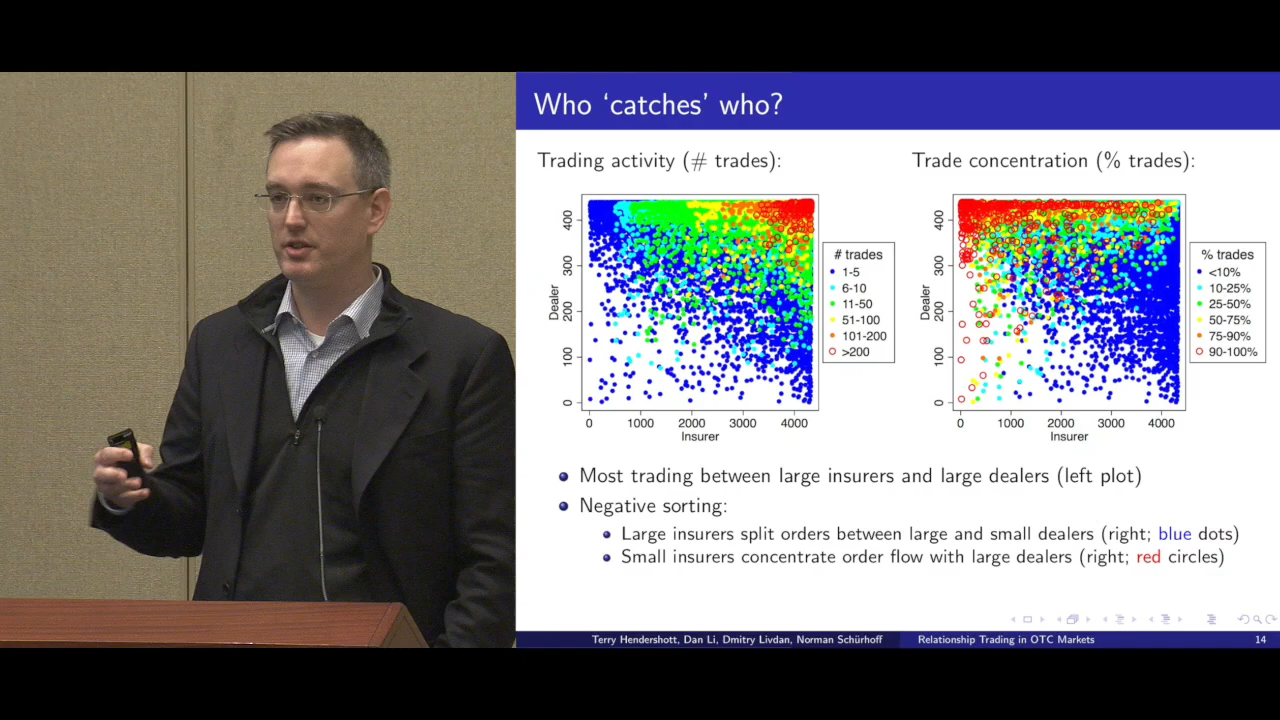 Who ‘catches’ who?
Trading activity (# trades):
Trade concentration (% trades):
Dealer
0
100
200
300
400
0
1000
2000
3000
4000
Insurer
# trades
1-5
6-10
11-50
51-100
101-200
>200
Dealer
0
100
200
300
400
0
1000
2000
3000
4000
Insurer
% trades
<10%
10-25%
25-50%
50-75%
75-90%
90-100%
Most trading between large insurers and large dealers (left plot)
Negative sorting:
Large insurers split orders between large and small dealers (right; blue dots)
Small insurers concentrate order flow with large dealers (right; red circles)
Terry Hendershott, Dan Li, Dmitry Livdan, Norman Schürhoff
Relationship Trading in OTC Markets
14